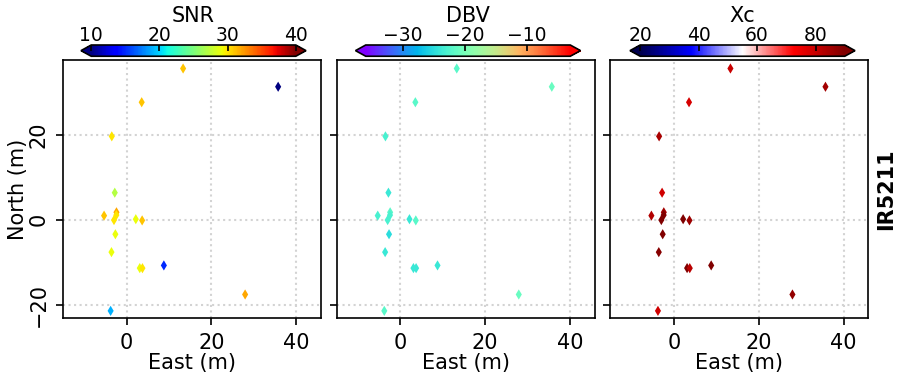 SNR DBV Xc
10 20 30 40 −30 −20 −10 20 40 60 80
20
0
−20
North (m)
IR5211
0 20 40 0 20 40 0 20 40
East (m) East (m) East (m)